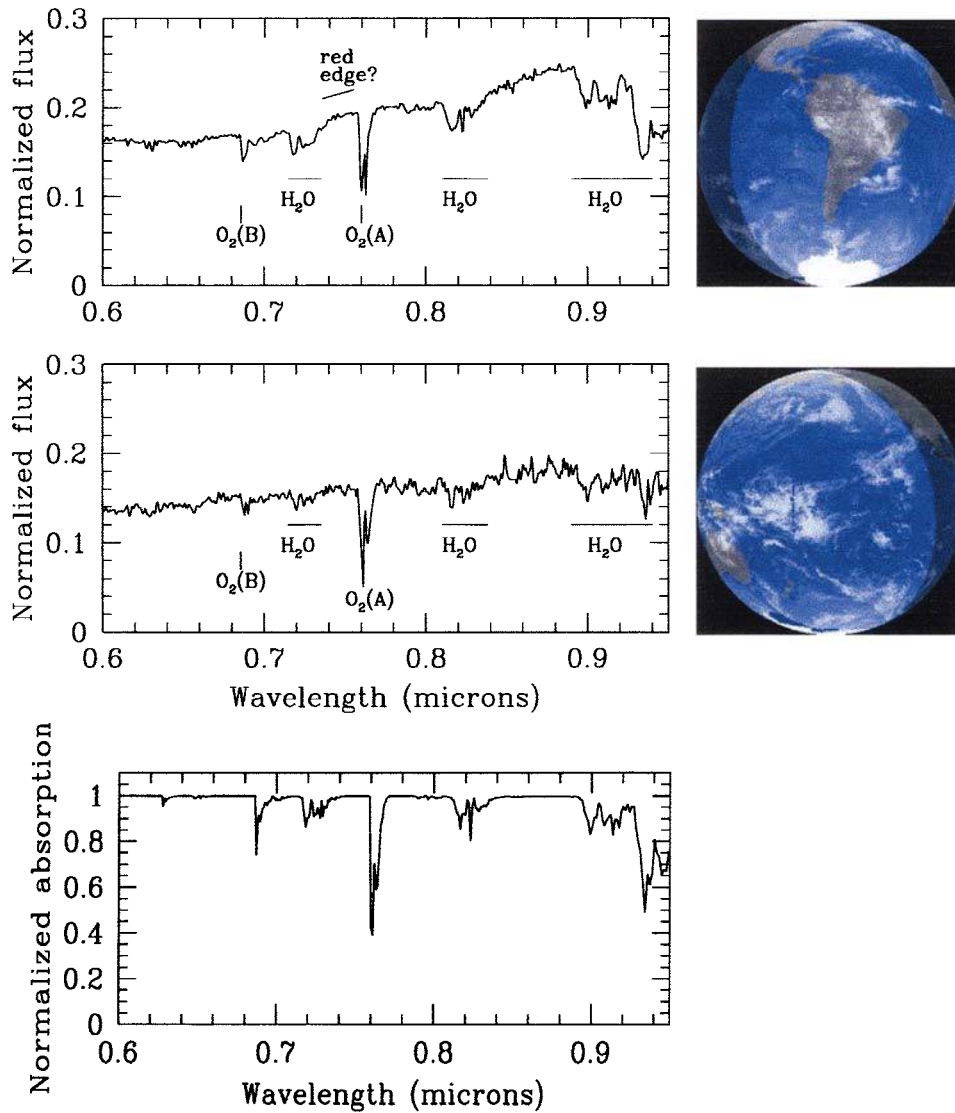 Normalized flux
0.3
0.2
0.1
0
red
edge?
H₂O
H₂O
H₂O
O₂(B)
O₂(A)
0.6 0.7 0.8 0.9
Normalized flux
0.3
0.2
0.1
0
H₂O
H₂O
H₂O
O₂(B)
O₂(A)
0.6 0.7 0.8 0.9
Wavelength (microns)
Normalized absorption
1
0.8
0.6
0.4
0.2
0
0.6 0.7 0.8 0.9
Wavelength (microns)